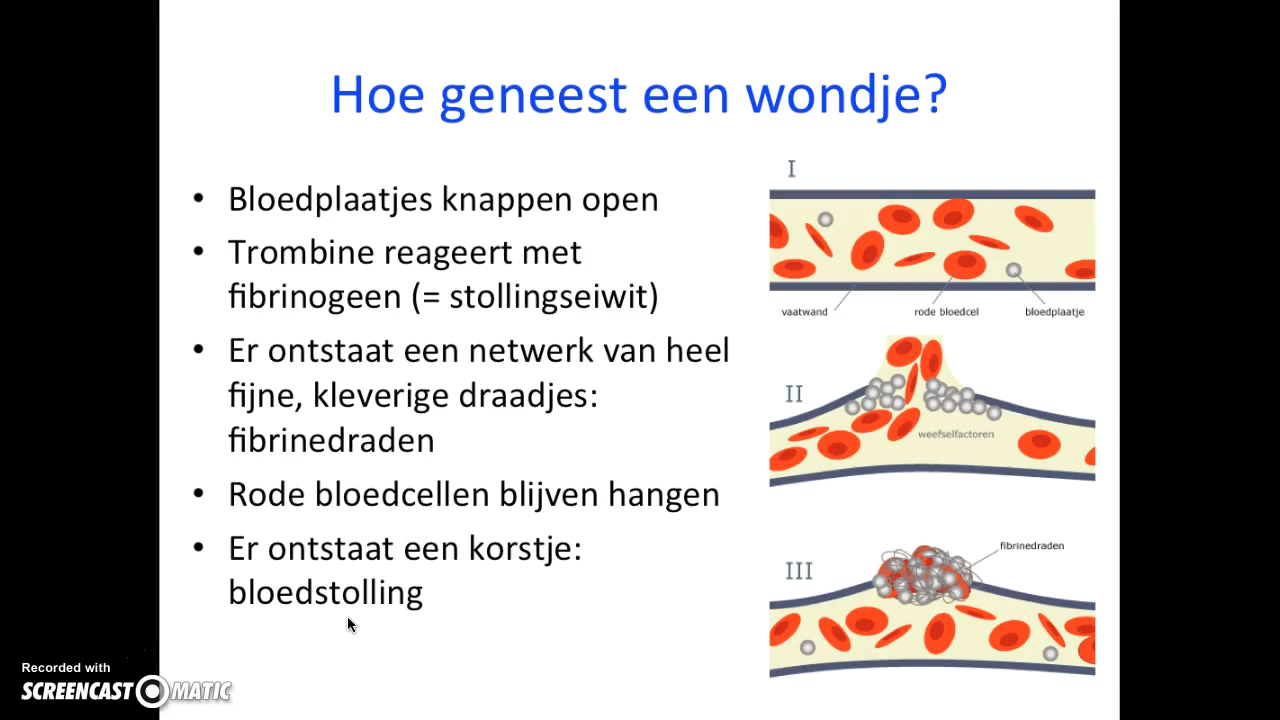 Hoe geneest een wondje?
• Bloedplaatjes knappen open
• Trombine reageert met
fibrinogeen (= stollingseiwit)
• Er ontstaat een netwerk van heel
fijne, kleverige draadjes:
fibrinedraden
• Rode bloedcellen blijven hangen
• Er ontstaat een korstje:
bloedstolling
I
vaatwand
rode bloedcel
bloedplaatje
II
weefselfactoren
III
fibrinedraden
Recorded with
SCREENCAST O MATIC